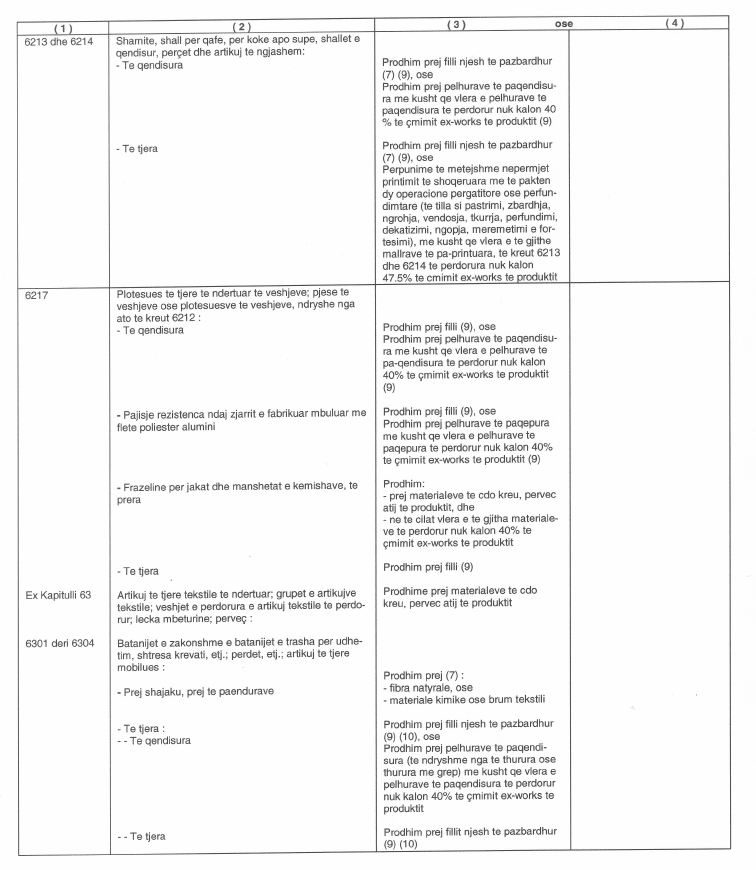 ( 1 ) ( 2 ) ( 3 ) ose ( 4 )
6213 dhe 6214 Shamite, shall per qafe, per koke apo supe, shallet e
qendisur, perçet dhe artikuj te ngjashem:
- Te qendisura Prodhim prej filli njesh te pazbardhur
(7) (9), ose
Prodhim prej pelhurave te paqendisu-
ra me kusht qe vlera e pelhurave te
paqendisura te perdorur nuk kalon 40
% te çmimit ex-works te produktit (9)
- Te tjera Prodhim prej filli njesh te pazbardhur
(7) (9), ose
Perpunime te metejshme nepermjet
printimit te shoqeruara me te pakten
dy operacione pergatitore ose perfun-
dimtare (te tilla si pastrimi, zbardhja,
ngrohja, vendosja, tkurrja, perfundimi,
dekatizimi, ngopja, meremetimi e for-
tesimi), me kusht qe vlera e te gjithe
mallrave te pa-printuara, te kreut 6213
dhe 6214 te perdorura nuk kalon
47.5% te cmimit ex-works te produktit
6217 Plotesues te tjere te ndertuar te veshjeve; pjese te
veshjeve ose plotesuesve te veshjeve, ndryshe nga
ato te kreut 6212 :
- Te qendisura Prodhim prej filli (9), ose
Prodhim prej pelhurave te paqendisu-
ra me kusht qe vlera e pelhurave te
pa-qendisura te perdorur nuk kalon
40% te çmimit ex-works te produktit
(9)
- Pajisje rezistenca ndaj zjarrit e fabrikuar mbuluar me Prodhim prej filli (9), ose
flete poliester alumini Prodhim prej pelhurave te paqepura
me kusht qe vlera e pelhurave te
paqepura te perdorur nuk kalon 40%
te çmimit ex-works te produktit (9)
- Frazeline per jakat dhe manshetat e kemishave, te Prodhim:
prera - prej materialeve te cdo kreu, pervec
atij te produktit, dhe
- ne te cilat vlera e te gjitha materiale-
ve te perdorur nuk kalon 40% te
çmimit ex-works te produktit
- Te tjera Prodhim prej filli (9)
Ex Kapitulli 63 Artikuj te tjere tekstile te ndertuar; grupet e artikujve Prodhime prej materialeve te cdo
tekstile; veshjet e perdorura e artikuj tekstile te perdo- kreu, pervec atij te produktit
rur; lecka mbeturine; perveç :
6301 deri 6304 Batanijet e zakonshme e batanijet e trasha per udhe-
tim, shtresa krevati, etj.; perdet, etj.; artikuj te tjere
mobilues :
Prodhim prej (7) :
- Prej shajaku, prej te paendurave - fibra natyrale, ose
- materiale kimike ose brum tekstili
- Te tjera : Prodhim prej filli njesh te pazbardhur
- - Te qendisura (9) (10), ose
Prodhim prej pelhurave te paqendi-
sura (te ndryshme nga te thurura ose
thurura me grep) me kusht qe vlera e
pelhurave te paqendisura te perdorur
nuk kalon 40% te çmimit ex-works te
produktit
- - Te tjera Prodhim prej fillit njesh te pazbardhur
(9) (10)